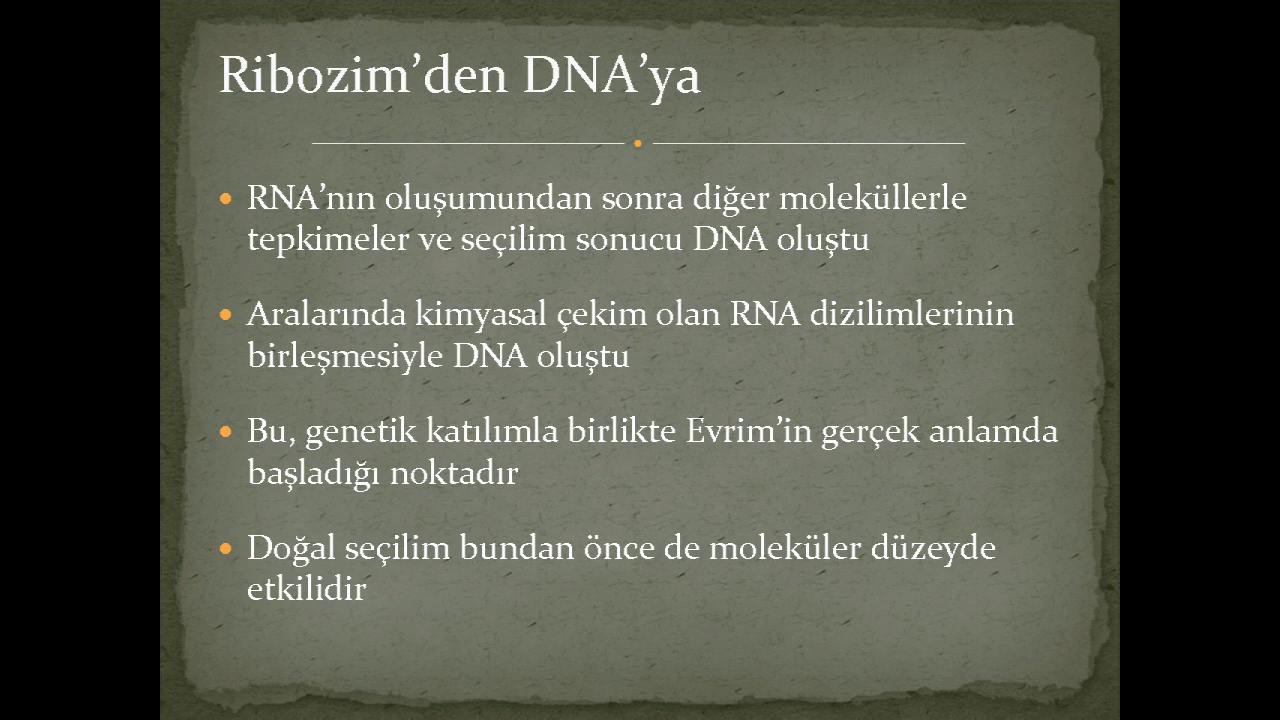 Ribozim’den DNA’ya
RNA’nın oluşumundan sonra diğer moleküllerle
tepkimeler ve seçilim sonucu DNA oluştu
Aralarında kimyasal çekim olan RNA dizilimlerinin
birleşmesiyle DNA oluştu
Bu, genetik katılımla birlikte Evrim’in gerçek anlamda
başladığı noktadır
Doğal seçilim bundan önce de moleküler düzeyde
etkilidir